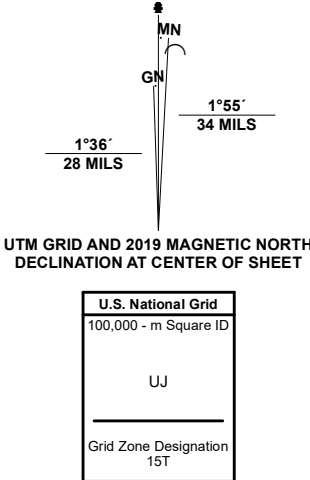 MN
GN
1°55´
34 MILS
1°36´
28 MILS
UTM GRID AND 2019 MAGNETIC NORTH
DECLINATION AT CENTER OF SHEET
U.S. National Grid
100,000 - m Square ID
UJ
Grid Zone Designation
15T